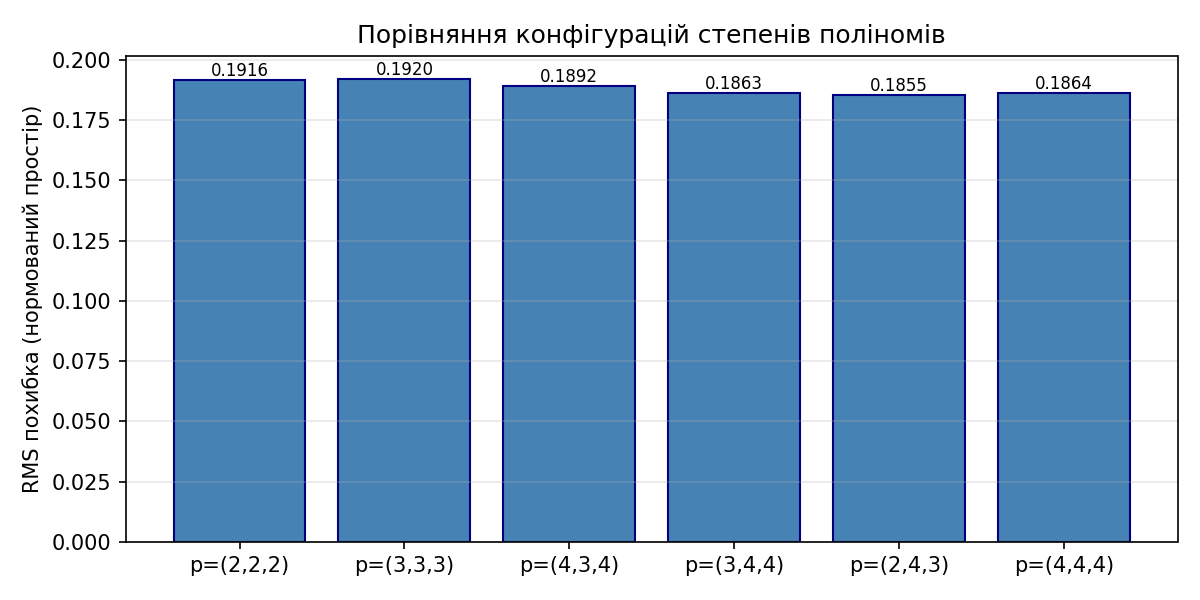 Порівняння конфігурацій степенів поліномів
RMS похибка (нормований простір)
0.200
0.175
0.150
0.125
0.100
0.075
0.050
0.025
0.000
0.1916
0.1920
0.1892
0.1863
0.1855
0.1864
p=(2,2,2)
p=(3,3,3)
p=(4,3,4)
p=(3,4,4)
p=(2,4,3)
p=(4,4,4)